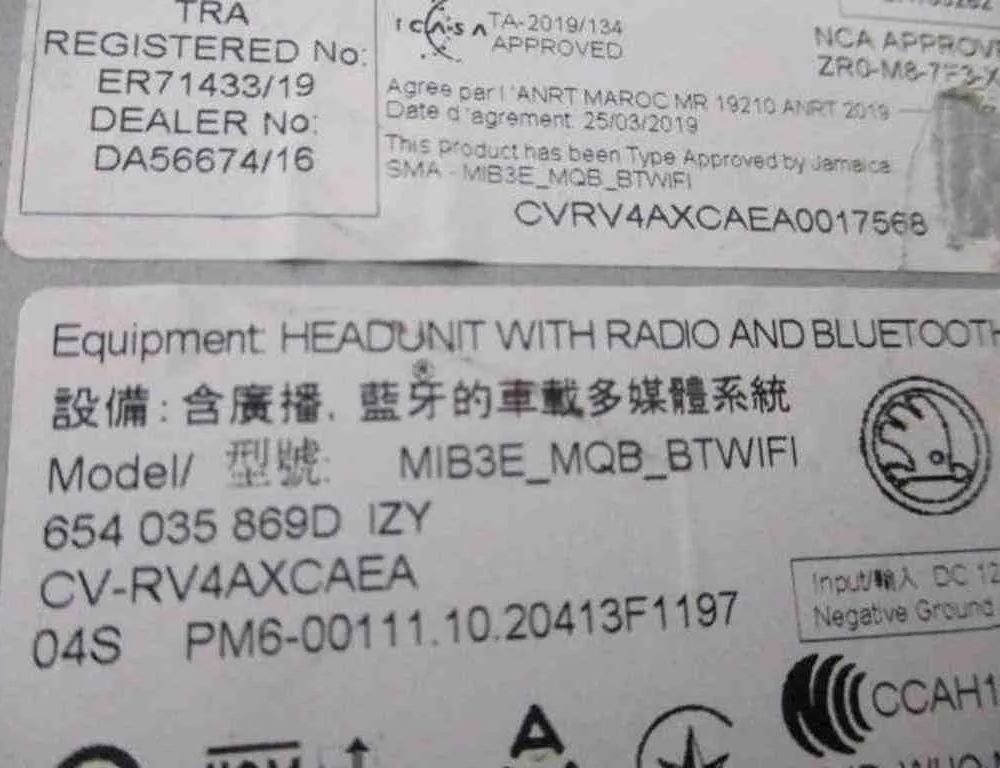 TRA
REGISTERED No:
ER71433/19
DEALER No:
DA56674/16
ICASA TA-2019/134
APPROVED
NCA APPROV
ZRO-M8-7
Agree par l'ANRT MAROC MR 19210 ANRT 2019
Date d'agrement 25/03/2019
This product has been Type Approved by Jamaica
SMA - MIB3E_MQB_BTWIFI
CVRV4AXCAEA0017568
Equipment: HEADUNIT WITH RADIO AND BLUETOOTH
®
設備:含廣播, 藍牙的車載多媒體系統
Model/ 型號: MIB3E_MQB_BTWIFI
654 035 869D IZY
CV-RV4AXCAEA
04S PM6-00111.10.20413F1197
Input/輸入 DC 12
Negative Ground
CCAH1